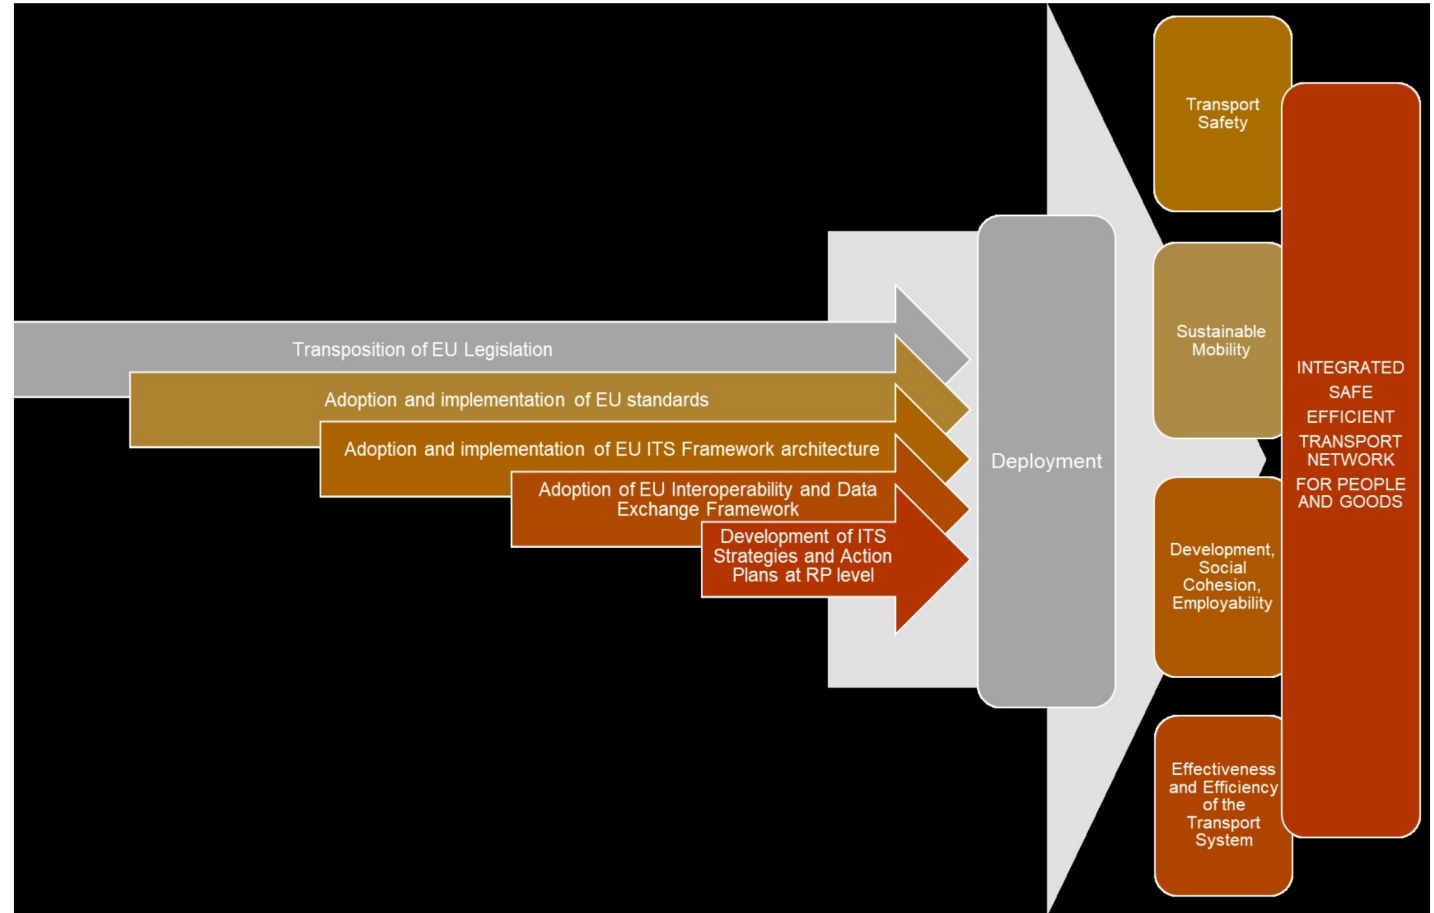 Transposition of EU Legislation
Adoption and implementation of EU standards
Adoption and implementation of EU ITS Framework architecture
Adoption of EU Interoperability and Data
Exchange Framework
Development of ITS
Strategies and Action
Plans at RP level
Deployment
Transport
Safety
Sustainable
Mobility
Development,
Social
Cohesion,
Employability
Effectiveness
and Efficiency
of the
Transport
System
INTEGRATED
SAFE
EFFICIENT
TRANSPORT
NETWORK
FOR PEOPLE
AND GOODS